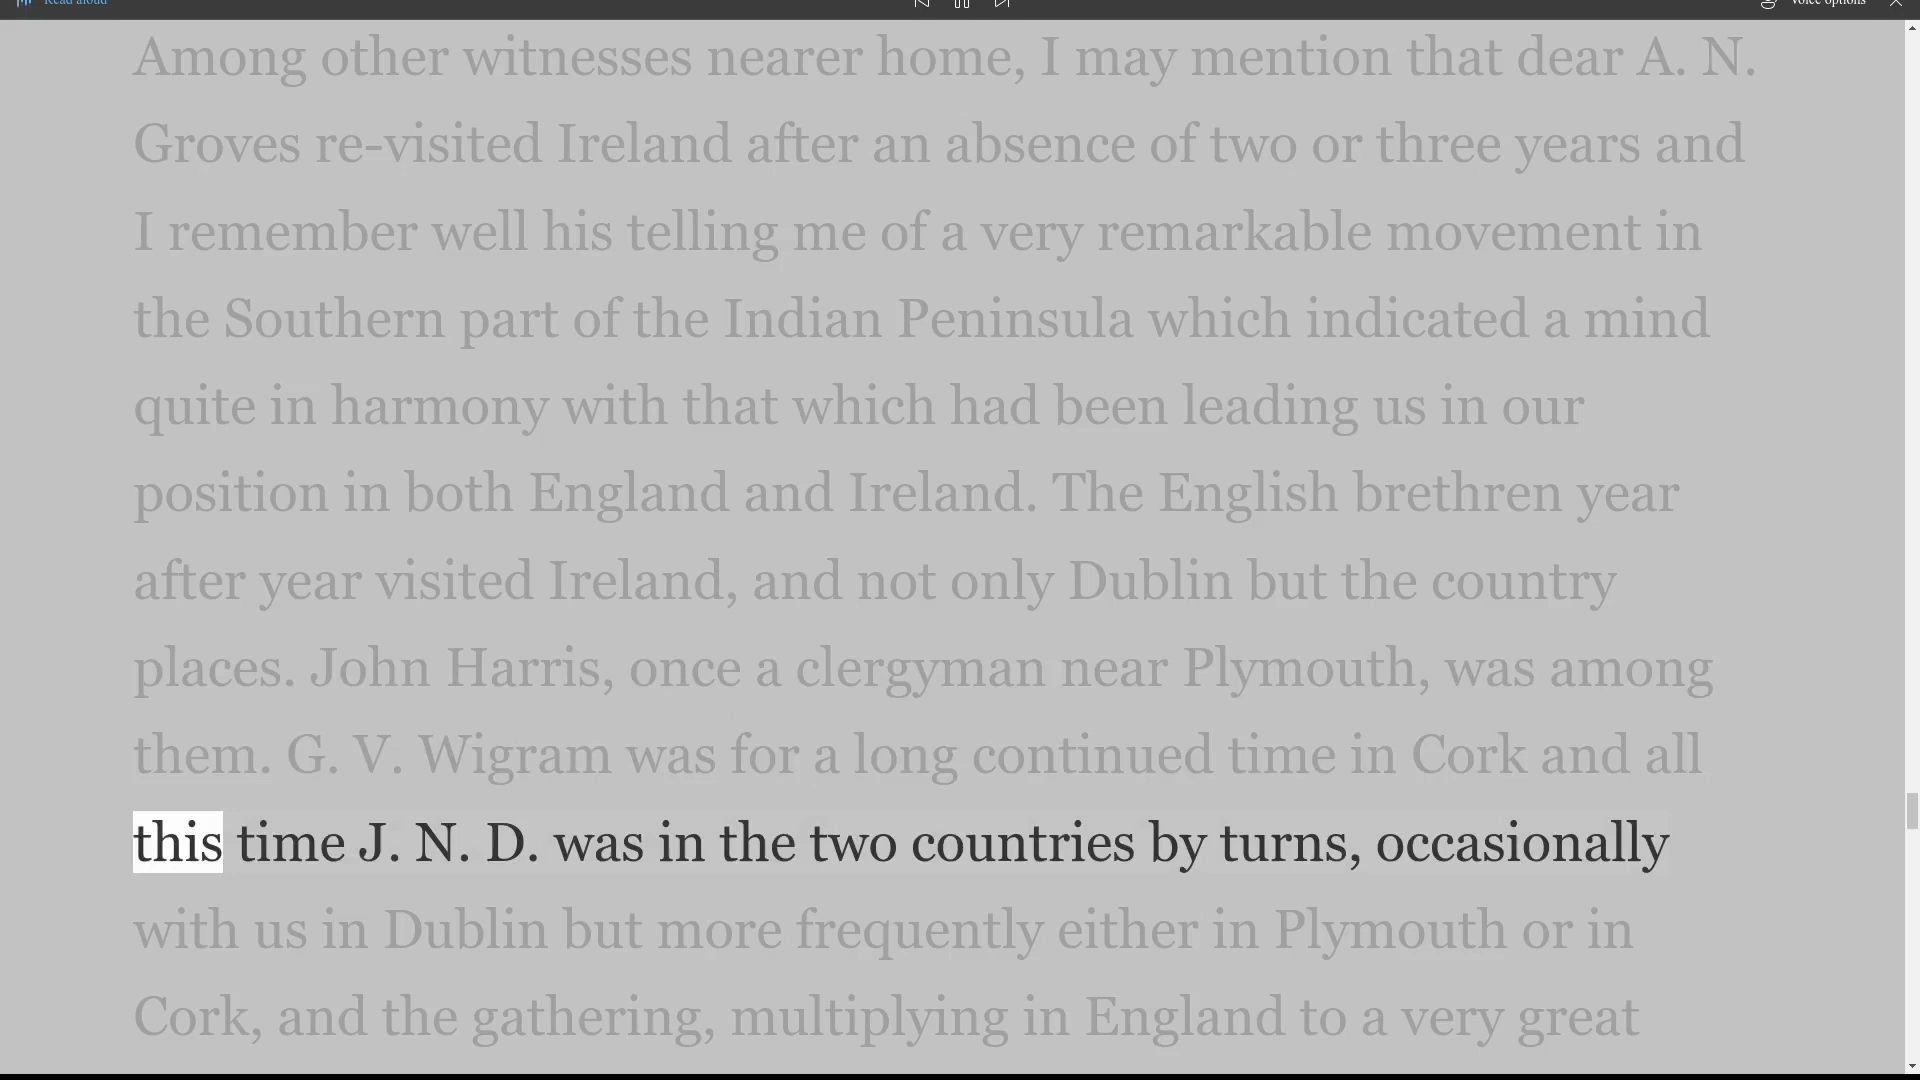 Read aloud
Voice options
Among other witnesses nearer home, I may mention that dear A. N.
Groves re-visited Ireland after an absence of two or three years and
I remember well his telling me of a very remarkable movement in
the Southern part of the Indian Peninsula which indicated a mind
quite in harmony with that which had been leading us in our
position in both England and Ireland. The English brethren year
after year visited Ireland, and not only Dublin but the country
places. John Harris, once a clergyman near Plymouth, was among
them. G. V. Wigram was for a long continued time in Cork and all
this time J. N. D. was in the two countries by turns, occasionally
with us in Dublin but more frequently either in Plymouth or in
Cork, and the gathering, multiplying in England to a very great